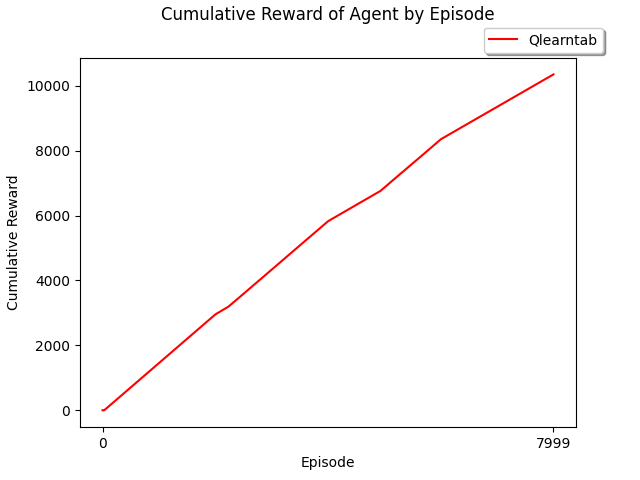 Cumulative Reward of Agent by Episode
Qlearntab
10000
8000
6000
4000
2000
0
Cumulative Reward
0
7999
Episode